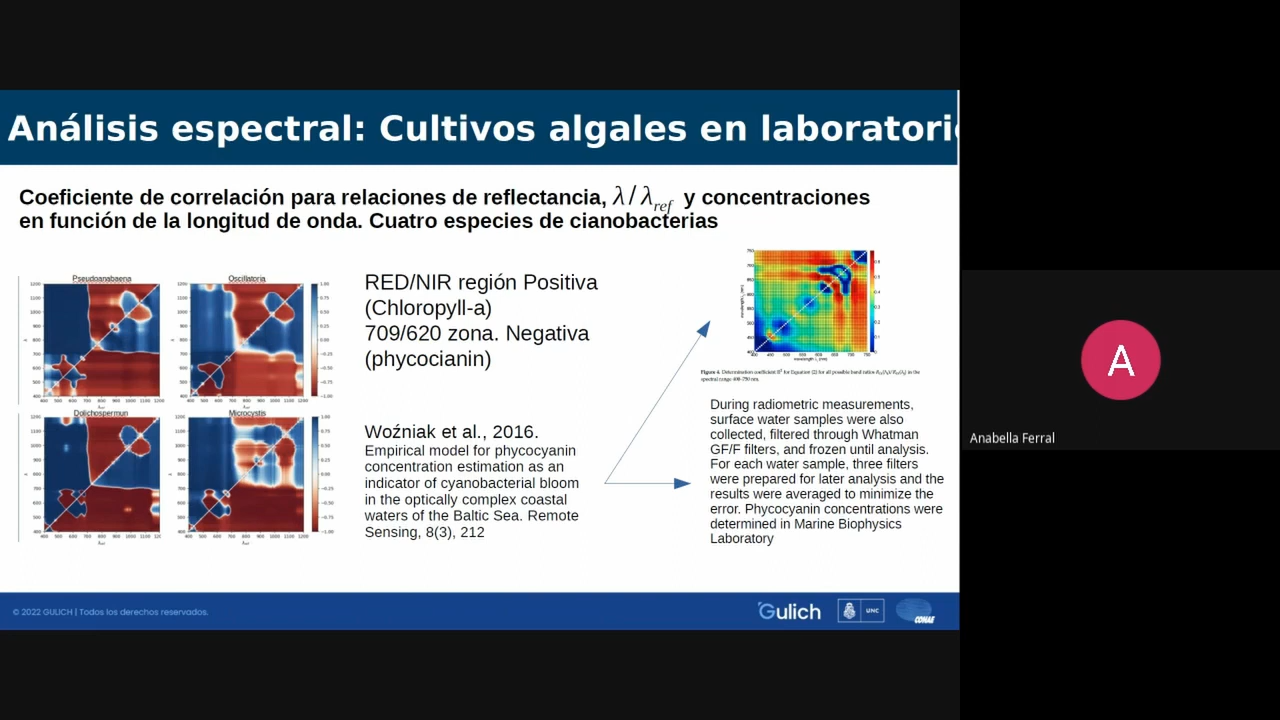 Análisis espectral: Cultivos algales en laboratorio
Coeficiente de correlación para relaciones de reflectancia, λ/λref y concentraciones
en función de la longitud de onda. Cuatro especies de cianobacterias
Pseudoanabaena
Oscillatoria
Dolichospermun
Microcystis
RED/NIR región Positiva
(Chloropyll-a)
709/620 zona. Negativa
(phycocianin)
Woźniak et al., 2016.
Empirical model for phycocyanin
concentration estimation as an
indicator of cyanobacterial bloom
in the optically complex coastal
waters of the Baltic Sea. Remote
Sensing, 8(3), 212
Figure 4. Determination coefficient R² for Equation (2) for all possible band ratios in the
spectral range 400–750 nm.
During radiometric measurements,
surface water samples were also
collected, filtered through Whatman
GF/F filters, and frozen until analysis.
For each water sample, three filters
were prepared for later analysis and the
results were averaged to minimize the
error. Phycocyanin concentrations were
determined in Marine Biophysics
Laboratory
© 2022 GULICH | Todos los derechos reservados.
Gulich
UNC
CONAE
A
Anabella Ferral